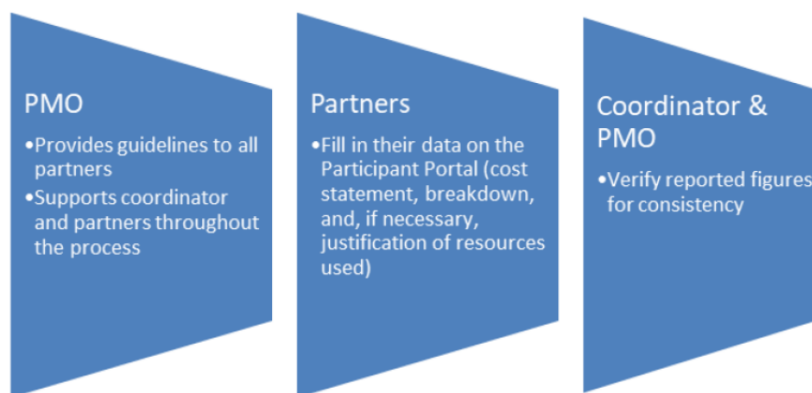 PMO
•Provides guidelines to all
partners
•Supports coordinator
and partners throughout
the process
Partners
•Fill in their data on the
Participant Portal (cost
statement, breakdown,
and, if necessary,
justification of resources
used)
Coordinator &
PMO
•Verify reported figures
for consistency